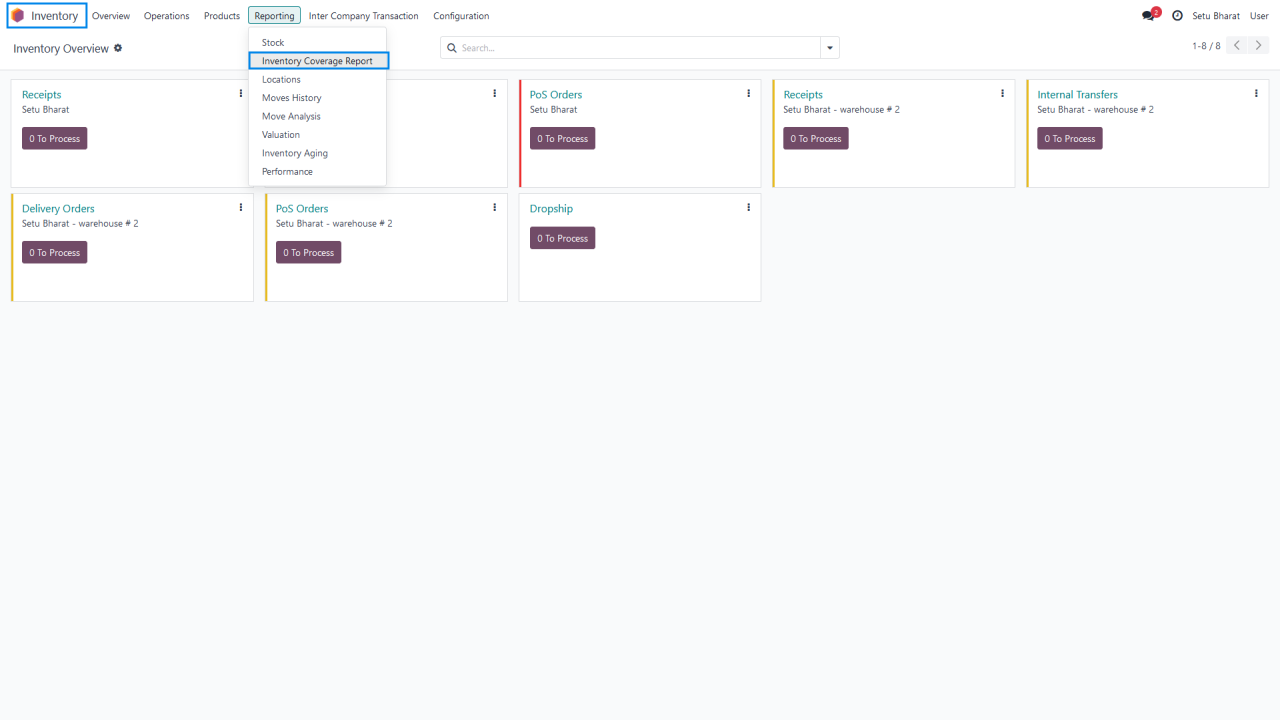 Inventory Overview Operations Products Reporting Inter Company Transaction Configuration 2 Setu Bharat User
Inventory Overview Search... 1-8 / 8
Stock
Inventory Coverage Report
Locations
Moves History
Move Analysis
Valuation
Inventory Aging
Performance
Receipts
Setu Bharat
0 To Process
PoS Orders
Setu Bharat
0 To Process
Receipts
Setu Bharat - warehouse # 2
0 To Process
Internal Transfers
Setu Bharat - warehouse # 2
0 To Process
Delivery Orders
Setu Bharat - warehouse # 2
0 To Process
PoS Orders
Setu Bharat - warehouse # 2
0 To Process
Dropship
0 To Process